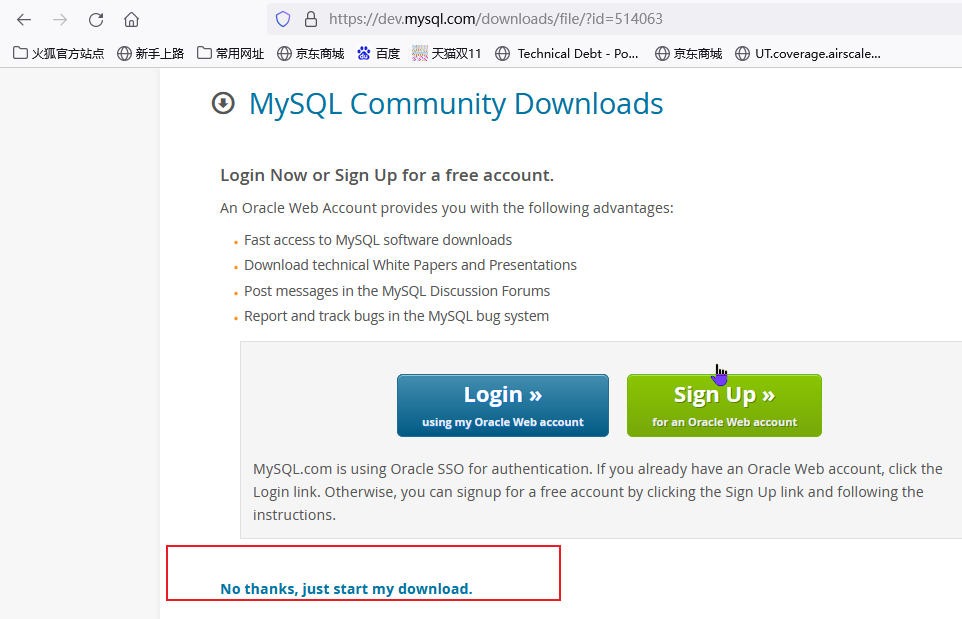 https://dev.mysql.com/downloads/file/?id=514063
火狐官方站点 新手上路 常用网址 京东商城 百度 天猫双11 Technical Debt - Po... 京东商城 UT.coverage.airscale...
MySQL Community Downloads
Login Now or Sign Up for a free account.
An Oracle Web Account provides you with the following advantages:
Fast access to MySQL software downloads
Download technical White Papers and Presentations
Post messages in the MySQL Discussion Forums
Report and track bugs in the MySQL bug system
Login » Sign Up »
using my Oracle Web account for an Oracle Web account
MySQL.com is using Oracle SSO for authentication. If you already have an Oracle Web account, click the
Login link. Otherwise, you can signup for a free account by clicking the Sign Up link and following the
instructions.
No thanks, just start my download.